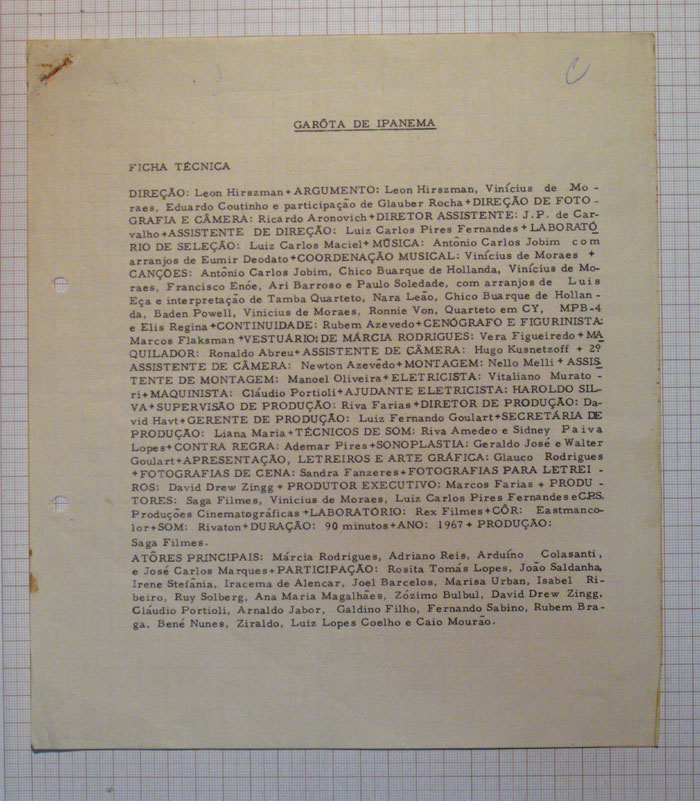 GARÔTA DE IPANEMA
FICHA TÉCNICA
DIREÇÃO: Leon Hirszman + ARGUMENTO: Leon Hirszman, Vinícius de Mo -
raes, Eduardo Coutinho e participação de Glauber Rocha + DIREÇÃO DE FOTO -
GRAFIA E CÂMERA: Ricardo Aronovich + DIRETOR ASSISTENTE: J.P. de Car-
valho + ASSISTENTE DE DIREÇÃO: Luiz Carlos Pires Fernandes + LABORATÓ
RIO DE SELEÇÃO: Luiz Carlos Maciel + MÚSICA: Antônio Carlos Jobim com
arranjos de Eumir Deodato + COORDENAÇÃO MUSICAL: Vinícius de Moraes +
CANÇÕES: Antônio Carlos Jobim, Chico Buarque de Hollanda, Vinícius de Mo-
raes, Francisco Enóe, Ari Barroso e Paulo Soledade, com arranjos de Luis
Eça e interpretação de Tamba Quarteto, Nara Leão, Chico Buarque de Hollan -
da, Baden Powell, Vinicius de Moraes, Ronnie Von, Quarteto em CY, MPB-4
e Elis Regina + CONTINUIDADE: Rubem Azevedo + CENÓGRAFO E FIGURINISTA:
Marcos Flaksman + VESTUÁRIO: DE MÁRCIA RODRIGUES: Vera Figueiredo + MA
QUILADOR: Ronaldo Abreu + ASSISTENTE DE CÂMERA: Hugo Kusnetzoff + 2º
ASSISTENTE DE CÂMERA: Newton Azevêdo + MONTAGEM: Nello Melli + ASSIS
TENTE DE MONTAGEM: Manoel Oliveira + ELETRICISTA: Vitaliano Murato -
ri + MAQUINISTA: Cláudio Portioli + AJUDANTE ELETRICISTA: HAROLDO SIL-
VA + SUPERVISÃO DE PRODUÇÃO: Riva Farias + DIRETOR DE PRODUÇÃO: Da-
vid Havt + GERENTE DE PRODUÇÃO: Luiz Fernando Goulart + SECRETÁRIA DE
PRODUÇÃO: Liana Maria + TÉCNICOS DE SOM: Riva Amedeo e Sidney Paiva
Lopes + CONTRA REGRA: Ademar Pires + SONOPLASTIA: Geraldo José e Walter
Goulart + APRESENTAÇÃO, LETREIROS E ARTE GRÁFICA: Glauco Rodrigues
+ FOTOGRAFIAS DE CENA: Sandra Fanzeres + FOTOGRAFIAS PARA LETREI -
ROS: David Drew Zingg + PRODUTOR EXECUTIVO: Marcos Farias + PRODU -
TORES: Saga Filmes, Vinicius de Moraes, Luiz Carlos Pires Fernandes e C.P.S.
Produções Cinematográficas + LABORATÓRIO: Rex Filmes + CÔR: Eastmanco-
lor + SOM: Rivaton + DURAÇÃO: 90 minutos + ANO: 1967 + PRODUÇÃO:
Saga Filmes.
ATÔRES PRINCIPAIS: Márcia Rodrigues, Adriano Reis, Arduíno Colasanti,
e José Carlos Marques + PARTICIPAÇÃO: Rosita Tomás Lopes, João Saldanha,
Irene Stefânia, Iracema de Alencar, Joel Barcelos, Marisa Urban, Isabel Ri-
beiro, Ruy Solberg, Ana Maria Magalhães, Zózimo Bulbul, David Drew Zingg,
Cláudio Portioli, Arnaldo Jabor, Galdino Filho, Fernando Sabino, Rubem Bra-
ga, Bené Nunes, Ziraldo, Luiz Lopes Coelho e Caio Mourão.